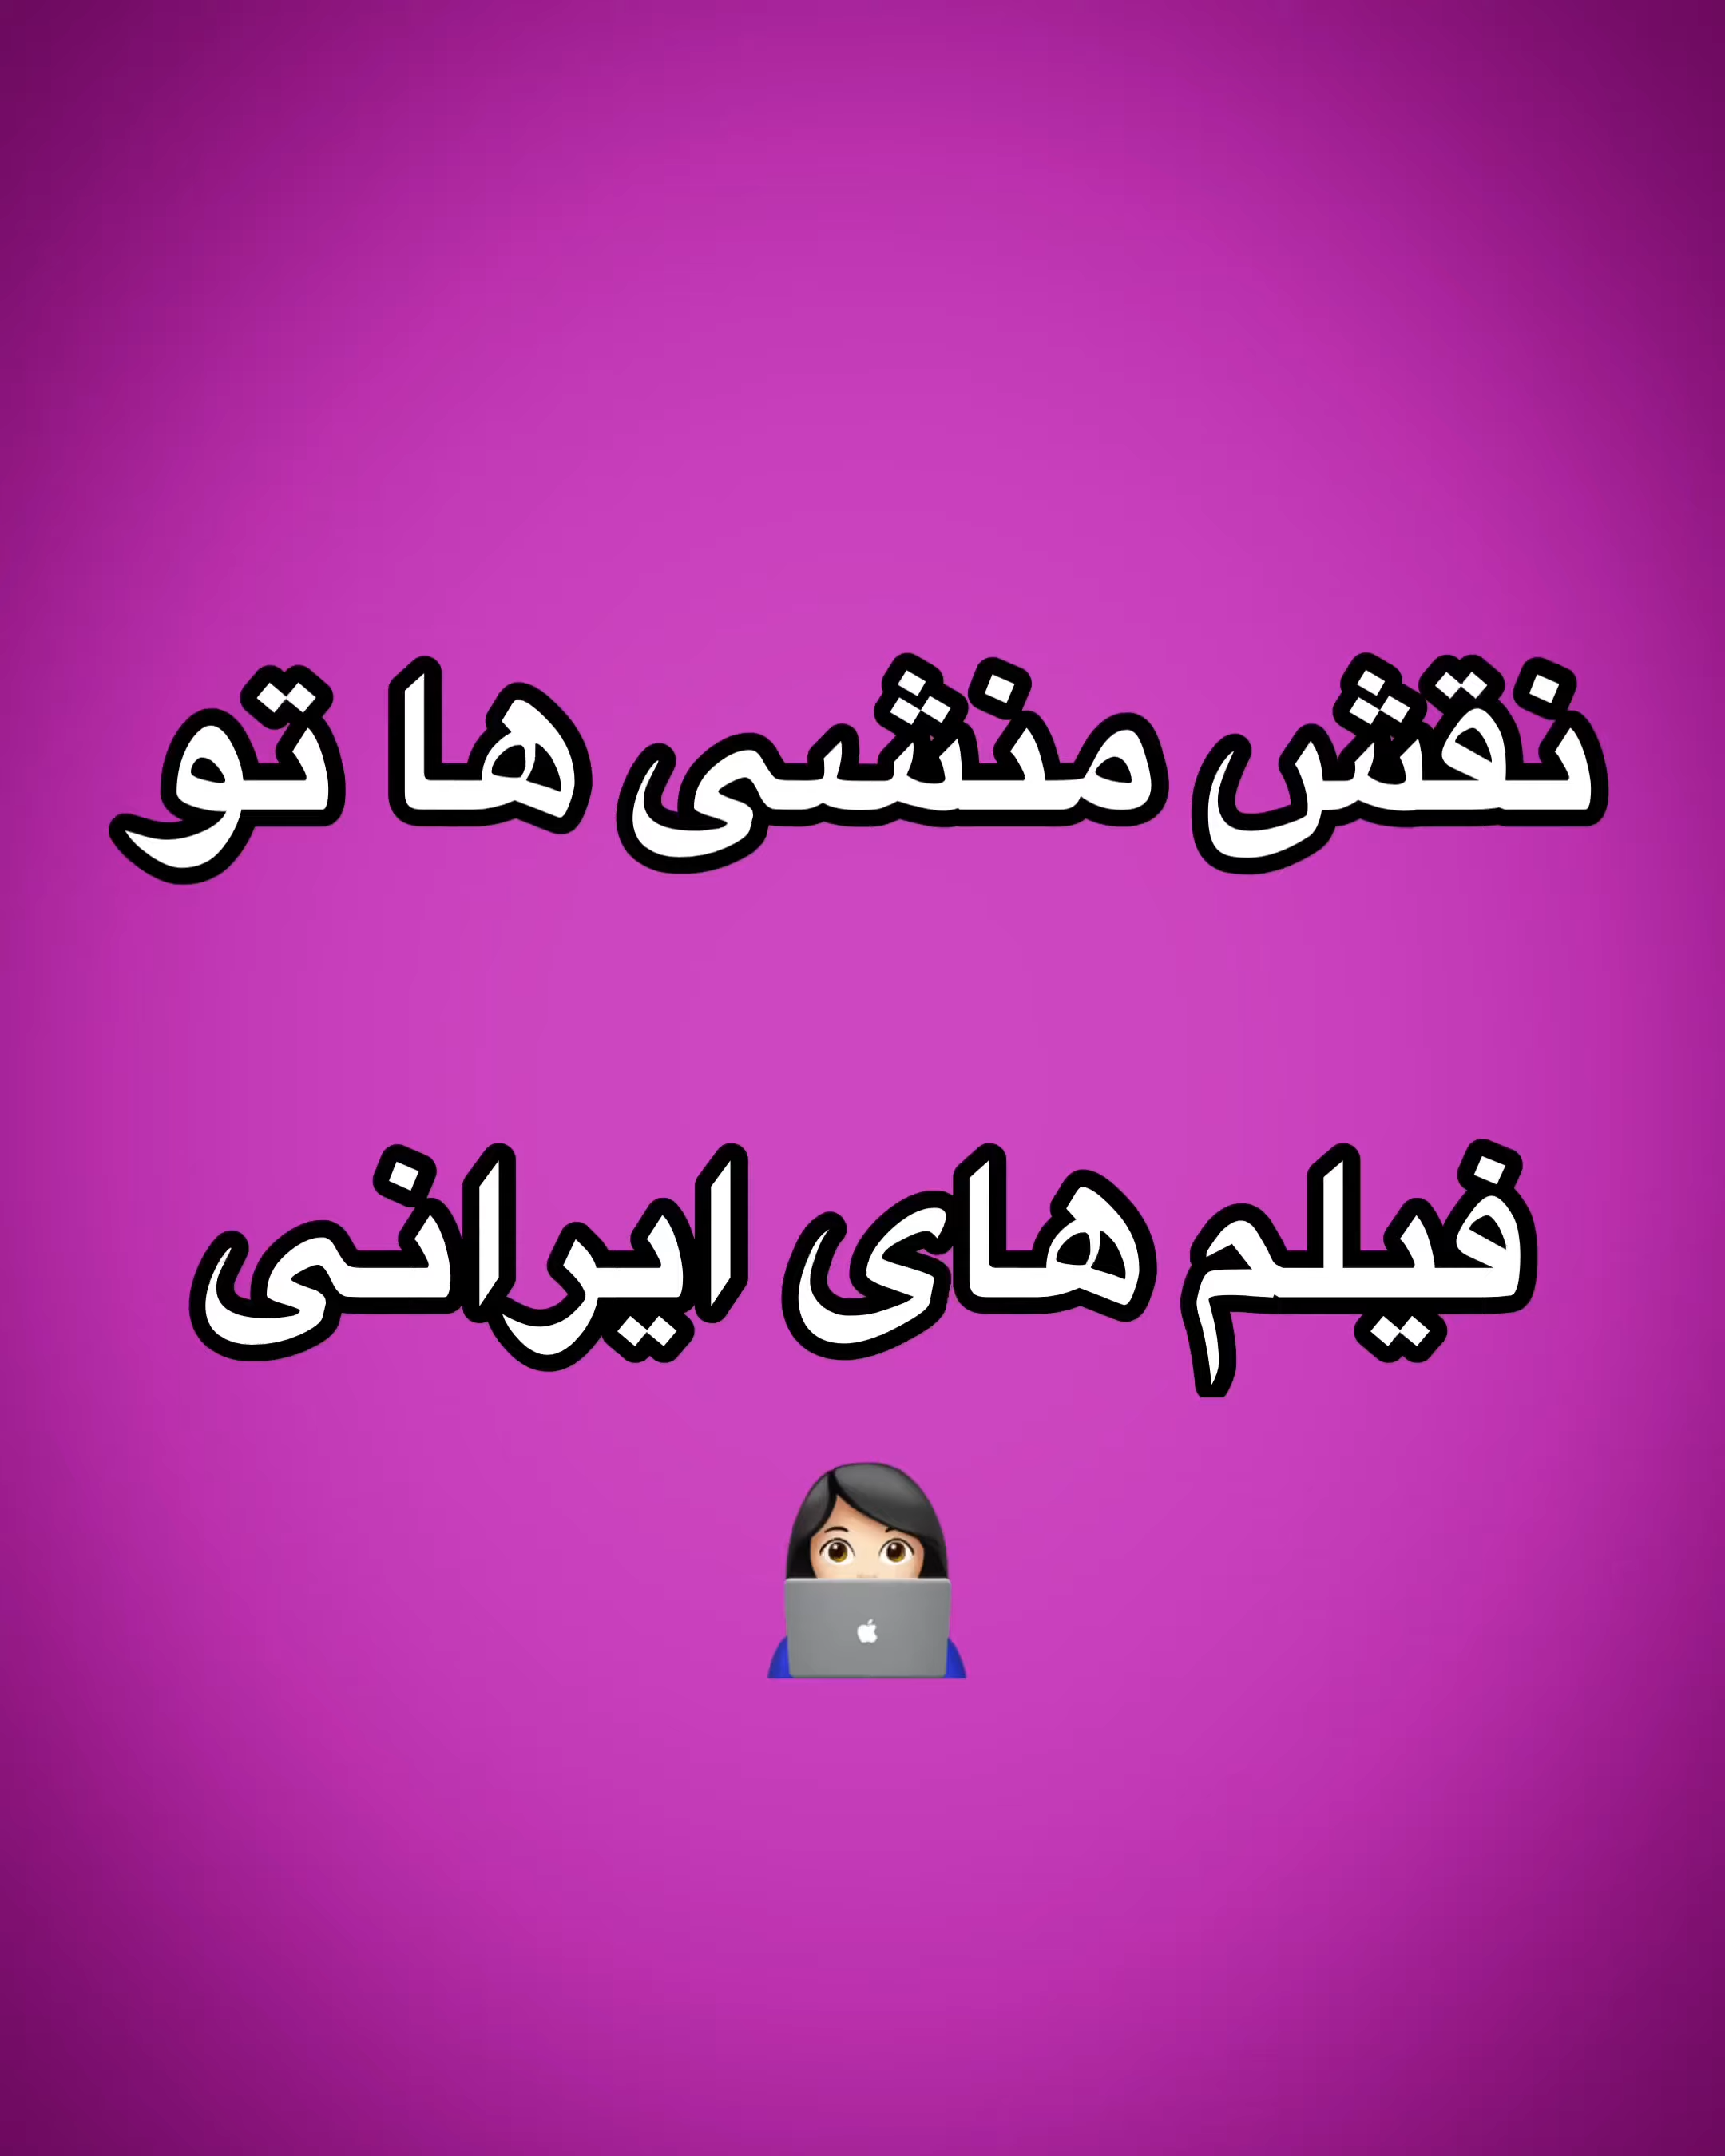 نقش منشی ها تو
فیلم های ایرانی